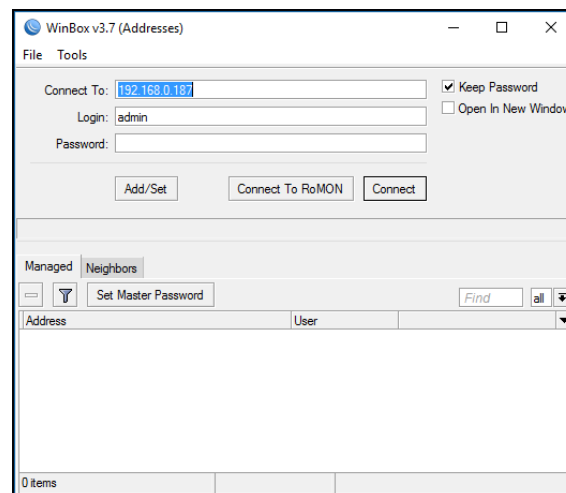 WinBox v3.7 (Addresses)
File Tools
Connect To: 192.168.0.187
Keep Password
Login: admin
Open In New Window
Password:
Add/Set Connect To RoMON Connect
Managed Neighbors
Set Master Password Find all
Address User
0 items